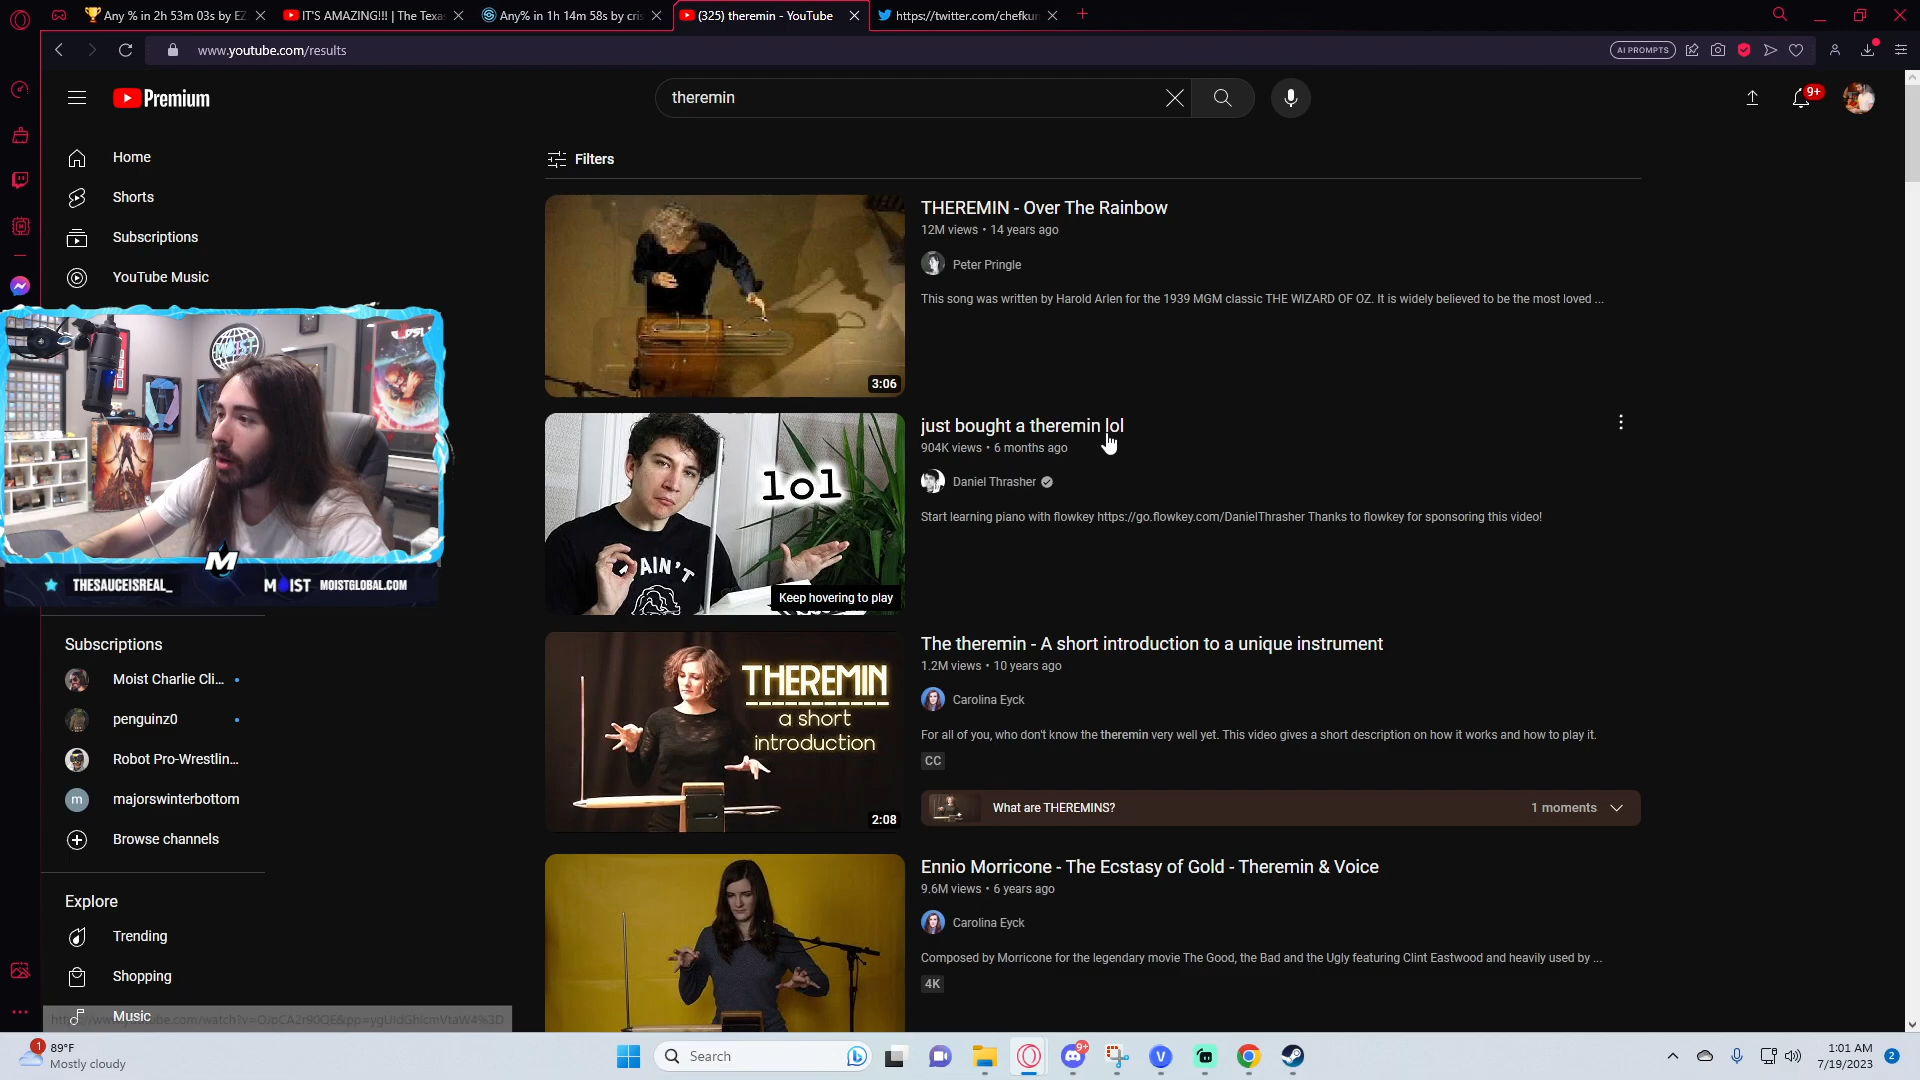 Any % in 2h 53m 03s by EZ
IT'S AMAZING!!! | The Texa
Any% in 1h 14m 58s by cris
(325) theremin - YouTube
https://twitter.com/chefkun
www.youtube.com/results
AI PROMPTS
Premium
theremin
9+
Home
Filters
Shorts
Subscriptions
YouTube Music
THEREMIN - Over The Rainbow
12M views • 14 years ago
Peter Pringle
This song was written by Harold Arlen for the 1939 MGM classic THE WIZARD OF OZ. It is widely believed to be the most loved ...
3:06
MOIST
M
THESAUCEISREAL_
MOIST MOISTGLOBAL.COM
just bought a theremin lol
904K views • 6 months ago
Daniel Thrasher
Start learning piano with flowkey https://go.flowkey.com/DanielThrasher Thanks to flowkey for sponsoring this video!
lol
AIN'T
Keep hovering to play
Subscriptions
Moist Charlie Cli...
penguinz0
Robot Pro-Wrestlin...
m
majorswinterbottom
Browse channels
The theremin - A short introduction to a unique instrument
1.2M views • 10 years ago
Carolina Eyck
For all of you, who don't know the theremin very well yet. This video gives a short description on how it works and how to play it.
CC
THEREMIN
a short
introduction
2:08
What are THEREMINS?
1 moments
Explore
Trending
Shopping
Music
Ennio Morricone - The Ecstasy of Gold - Theremin & Voice
9.6M views • 6 years ago
Carolina Eyck
Composed by Morricone for the legendary movie The Good, the Bad and the Ugly featuring Clint Eastwood and heavily used by ...
4K
1
89°F
Mostly cloudy
Search
9+
1:01 AM
7/19/2023
2